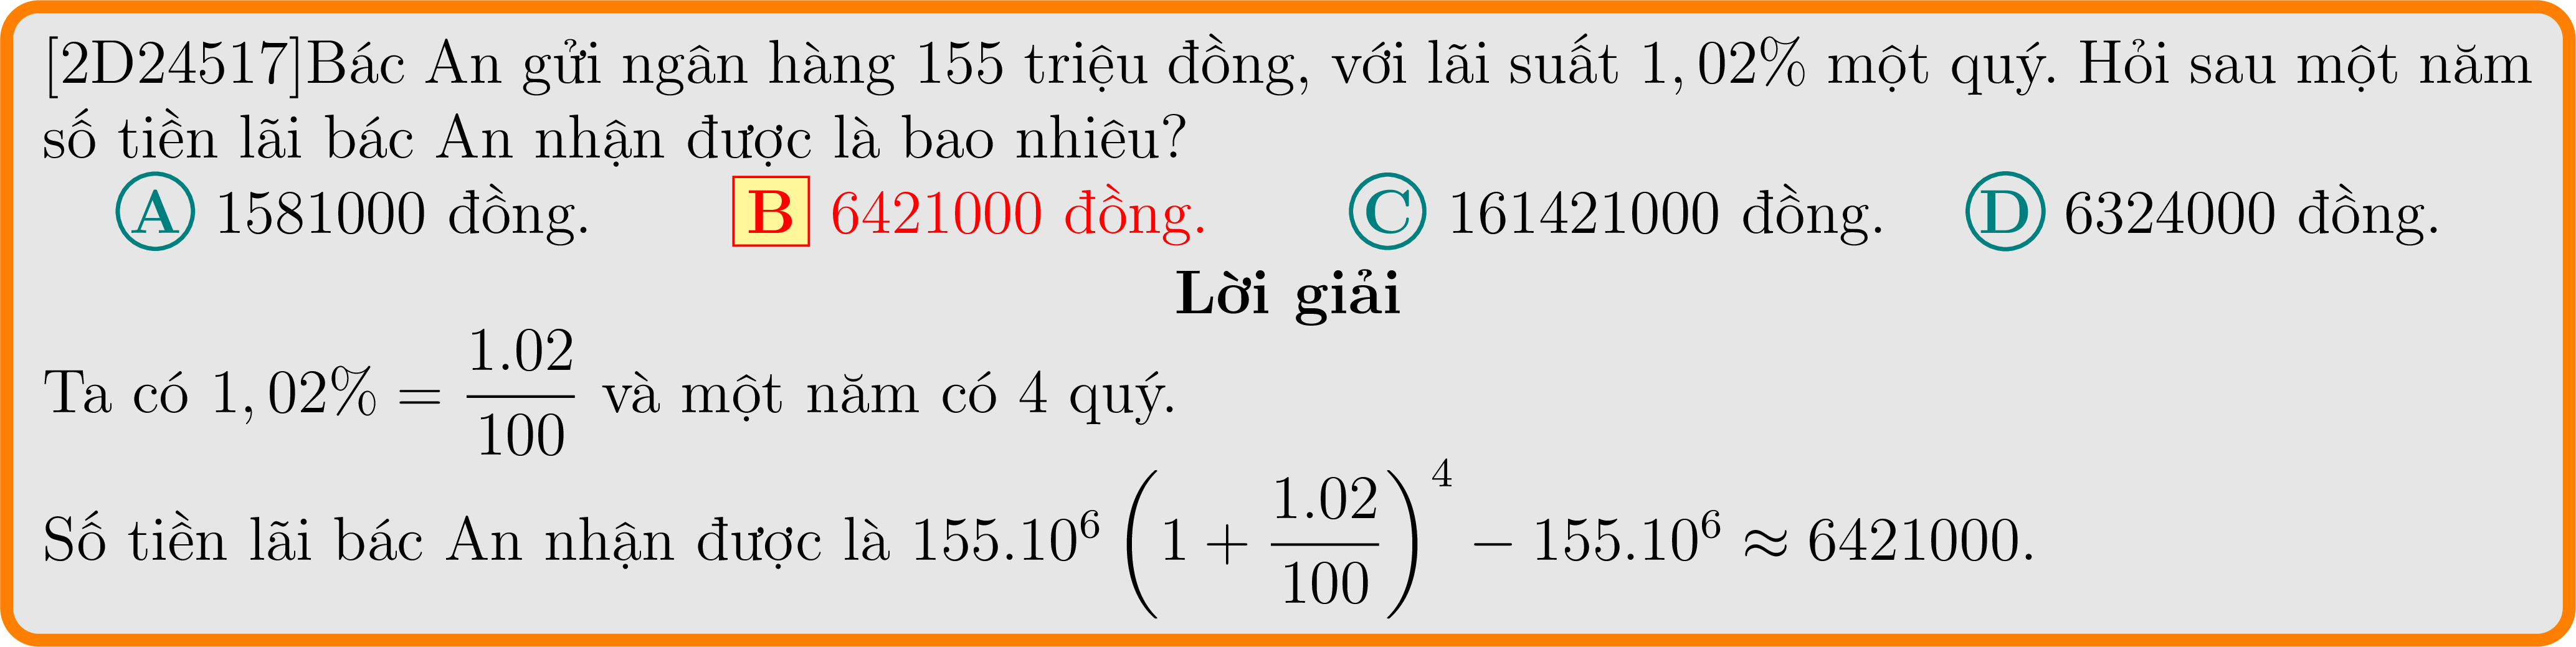 [2D24517]Bác An gửi ngân hàng 155 triệu đồng, với lãi suất 1, 02% một quý. Hỏi sau một năm
số tiền lãi bác An nhận được là bao nhiêu?
A 1581000 đồng. B 6421000 đồng. C 161421000 đồng. D 6324000 đồng.
Lời giải
Ta có 1, 02% = \frac{1.02}{100} và một năm có 4 quý.
Số tiền lãi bác An nhận được là 155.10^6 \left(1 + \frac{1.02}{100}\right)^4 − 155.10^6 ≈ 6421000.